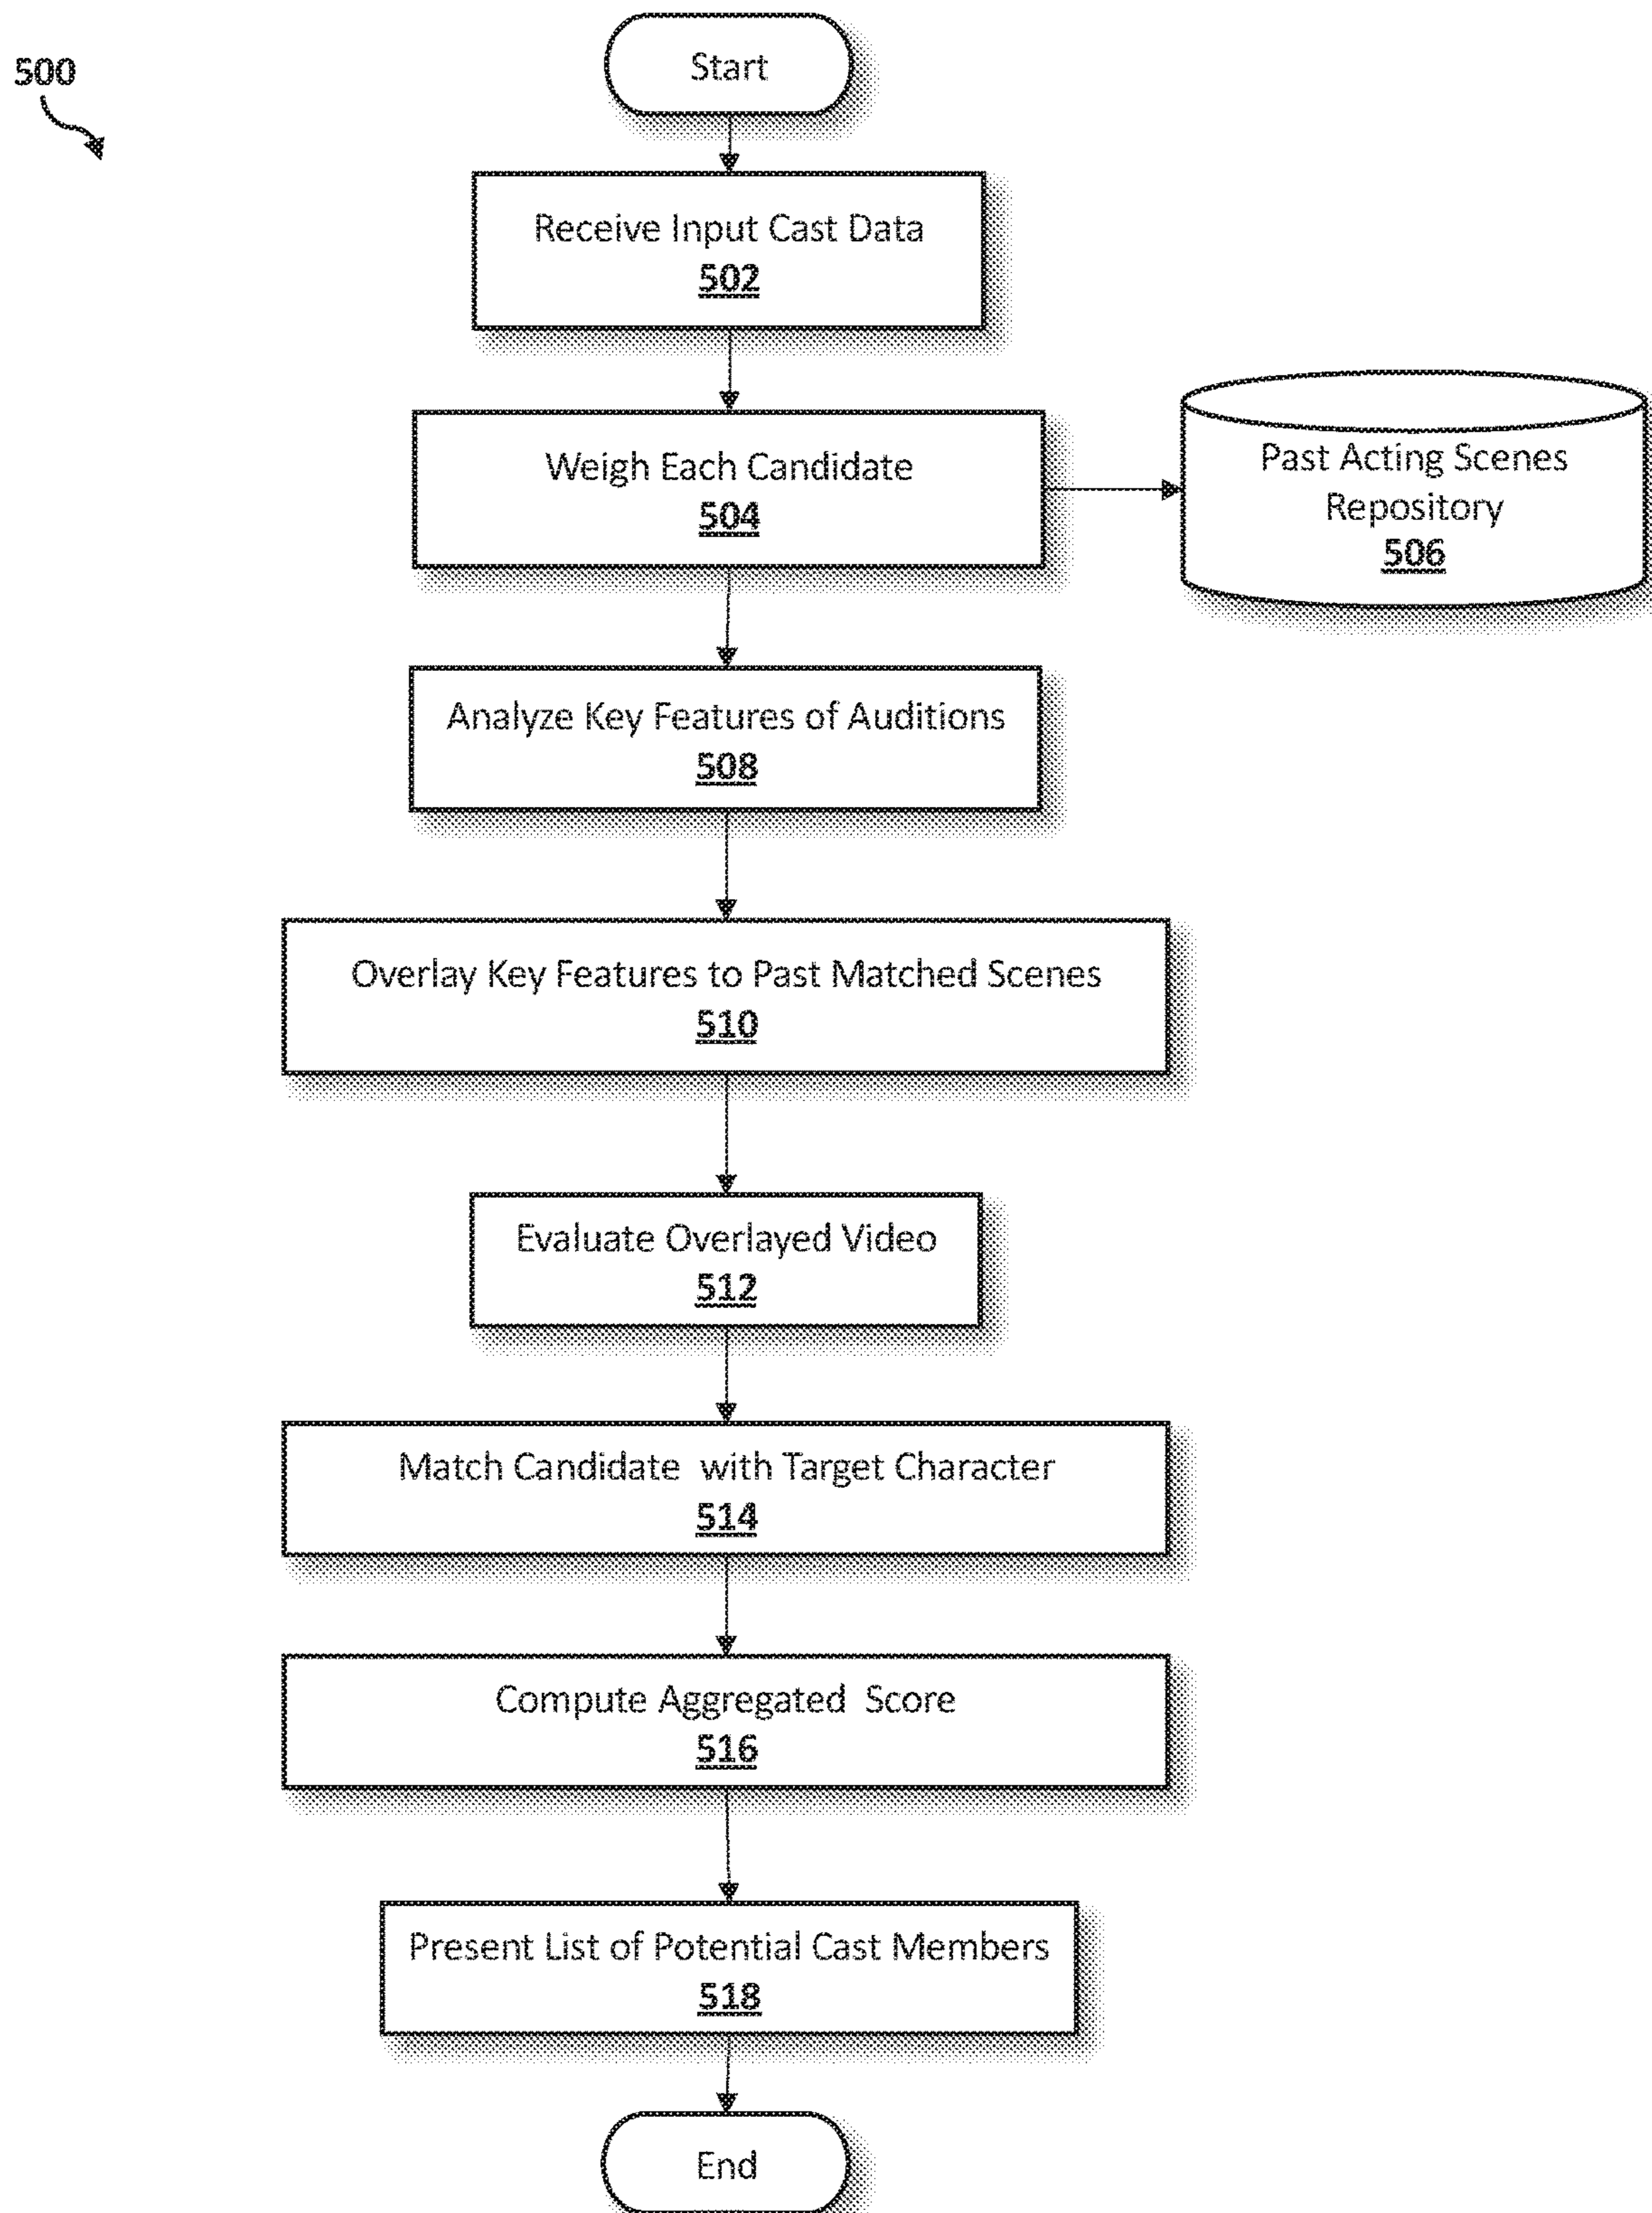 500
Start
Receive Input Cast Data
502
Weigh Each Candidate
504
Past Acting Scenes
Repository
506
Analyze Key Features of Auditions
508
Overlay Key Features to Past Matched Scenes
510
Evaluate Overlayed Video
512
Match Candidate with Target Character
514
Compute Aggregated Score
516
Present List of Potential Cast Members
518
End